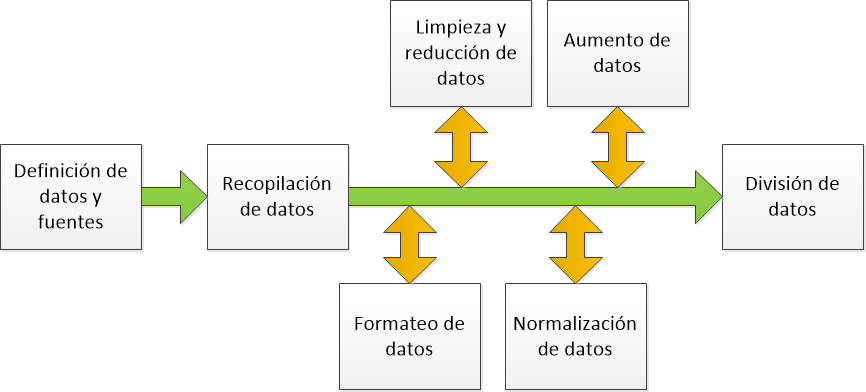 Definición de
datos y
fuentes
Recopilación
de datos
Limpieza y
reducción de
datos
Aumento de
datos
Formateo de
datos
Normalización
de datos
División de
datos